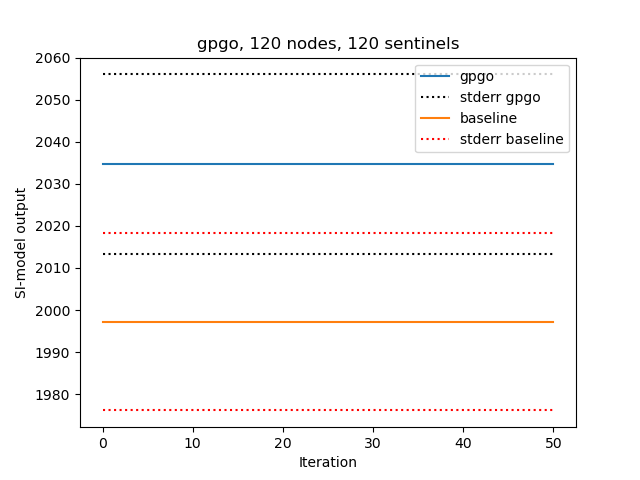 gpgo, 120 nodes, 120 sentinels
2060
2050
2040
2030
2020
2010
2000
1990
1980
SI-model output
gpgo
stderr gpgo
baseline
stderr baseline
0 10 20 30 40 50
Iteration